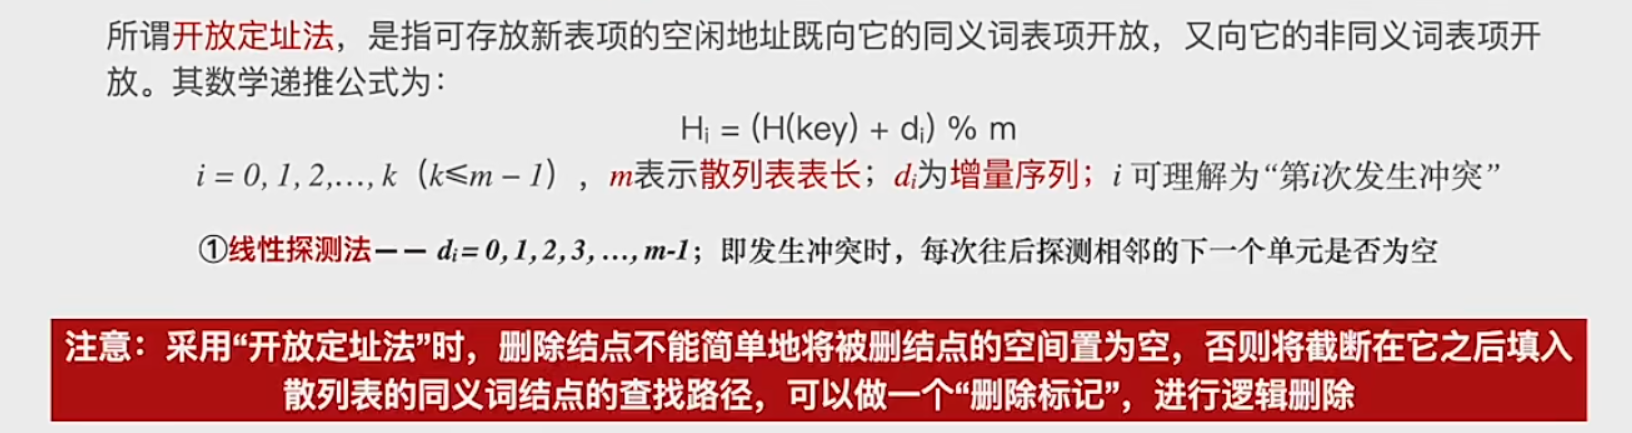 所谓开放定址法，是指可存放新表项的空闲地址既向它的同义词表项开放，又向它的非同义词表项开
放。其数学递推公式为：
Hᵢ = (H(key) + dᵢ) % m
i = 0, 1, 2,…, k（k≤m − 1），m表示散列表表长；dᵢ为增量序列；i 可理解为“第i次发生冲突”
①线性探测法—— dᵢ = 0, 1, 2, 3, …, m-1；即发生冲突时，每次往后探测相邻的下一个单元是否为空
注意：采用“开放定址法”时，删除结点不能简单地将被删结点的空间置为空，否则将截断在它之后填入
散列表的同义词结点的查找路径，可以做一个“删除标记”，进行逻辑删除